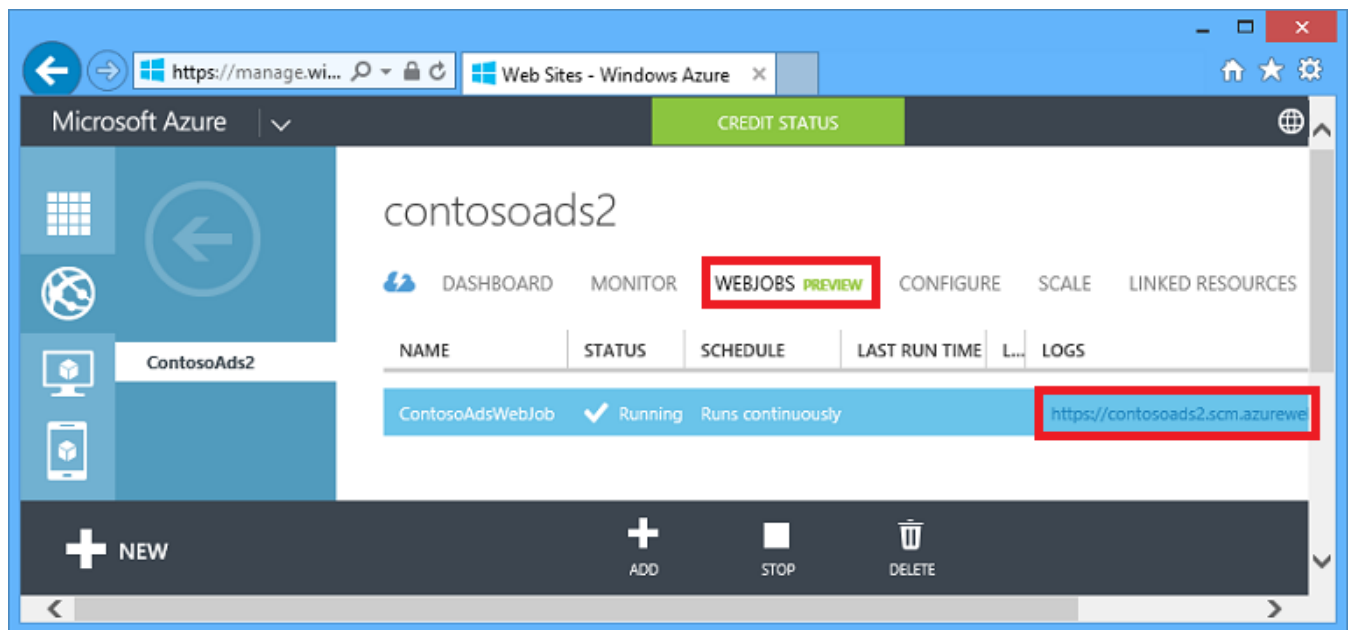 https://manage.wi...
Web Sites - Windows Azure
Microsoft Azure
CREDIT STATUS
contosoads2
DASHBOARD MONITOR WEBJOBS PREVIEW CONFIGURE SCALE LINKED RESOURCES
ContosoAds2
NAME STATUS SCHEDULE LAST RUN TIME L... LOGS
ContosoAdsWebJob Running Runs continuously https://contosoads2.scm.azurewe
NEW
ADD STOP DELETE